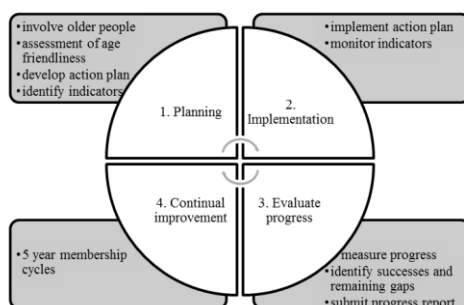 •involve older people
•assessment of age
friendliness
•develop action plan
•identify indicators
•implement action plan
•monitor indicators
1. Planning
2.
Implementation
4. Continual
improvement
3. Evaluate
progress
•5 year membership
cycles
measure progress
•identify successes and
remaining gaps
•submit progress report